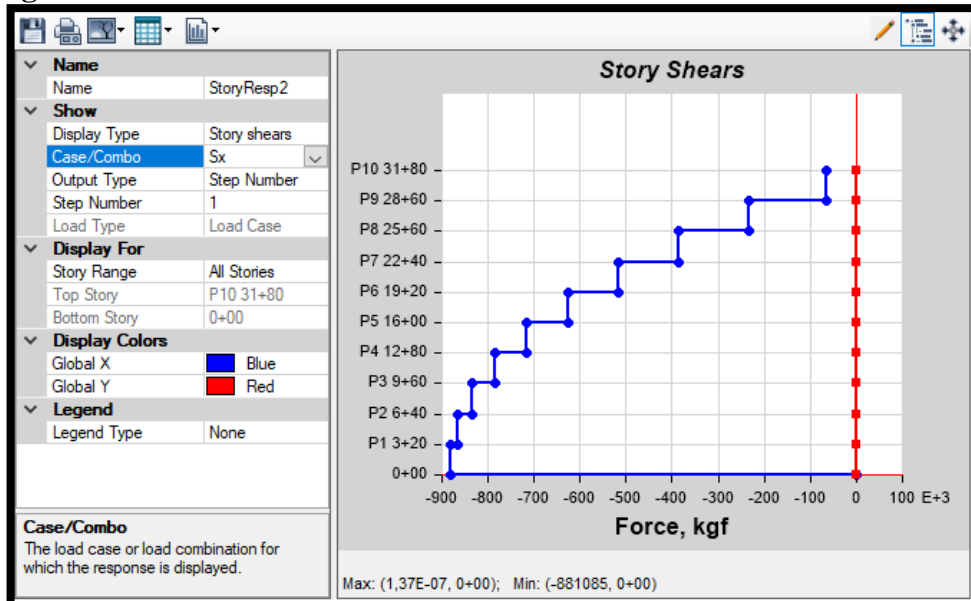 Name
Name StoryResp2
Show
Display Type Story shears
Case/Combo Sx
Output Type Step Number
Step Number 1
Load Type Load Case
Display For
Story Range All Stories
Top Story P10 31+80
Bottom Story 0+00
Display Colors
Global X Blue
Global Y Red
Legend
Legend Type None
Case/Combo
The load case or load combination for
which the response is displayed.
Story Shears
P10 31+80
P9 28+60
P8 25+60
P7 22+40
P6 19+20
P5 16+00
P4 12+80
P3 9+60
P2 6+40
P1 3+20
0+00
-900 -800 -700 -600 -500 -400 -300 -200 -100 0 100 E+3
Force, kgf
Max: (1,37E-07, 0+00); Min: (-881085, 0+00)